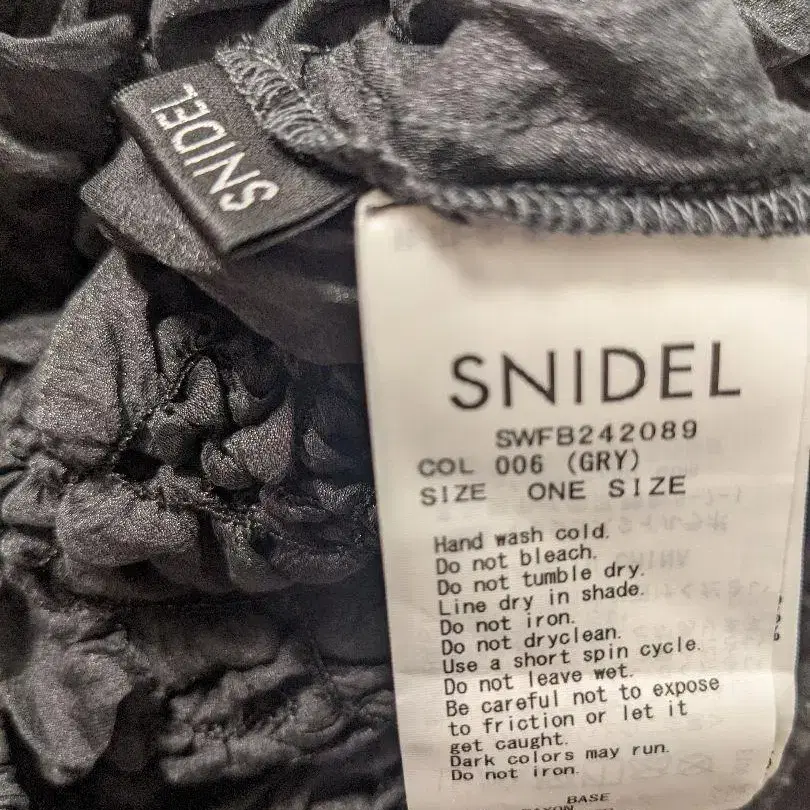 SNIDEL
SNIDEL
SWFB242089
COL 006 (GRY)
SIZE ONE SIZE
Hand wash cold.
Do not bleach.
Do not tumble dry.
Line dry in shade.
Do not iron.
Do not dryclean.
Use a short spin cycle.
Do not leave wet.
Be careful not to expose
to friction or let it
get caught.
Dark colors may run.
Do not iron.
BASE